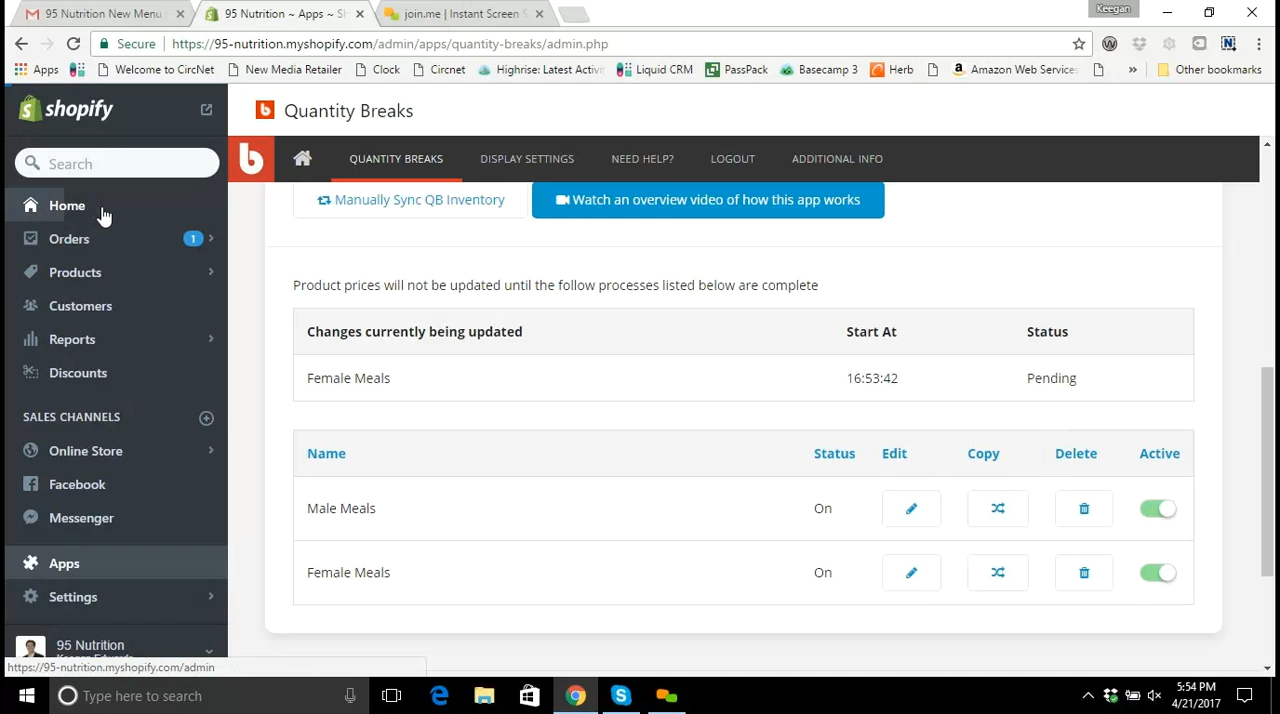 Keegan
95 Nutrition New Menu
95 Nutrition ~ Apps ~ Sh
join.me | Instant Screen S
Secure
https://95-nutrition.myshopify.com/admin/apps/quantity-breaks/admin.php
Apps
Welcome to CircNet
New Media Retailer
Clock
Circnet
Highrise: Latest Activi
Liquid CRM
PassPack
Basecamp 3
Herb
Amazon Web Services
»
Other bookmarks
shopify
Search
Home
Orders
1
Products
Customers
Reports
Discounts
SALES CHANNELS
Online Store
Facebook
Messenger
Apps
Settings
95 Nutrition
https://95-nutrition.myshopify.com/admin
Quantity Breaks
b
QUANTITY BREAKS
DISPLAY SETTINGS
NEED HELP?
LOGOUT
ADDITIONAL INFO
Manually Sync QB Inventory
Watch an overview video of how this app works
Product prices will not be updated until the follow processes listed below are complete
Changes currently being updated Start At Status
Female Meals 16:53:42 Pending
Name Status Edit Copy Delete Active
Male Meals On
Female Meals On
Type here to search
5:54 PM
4/21/2017